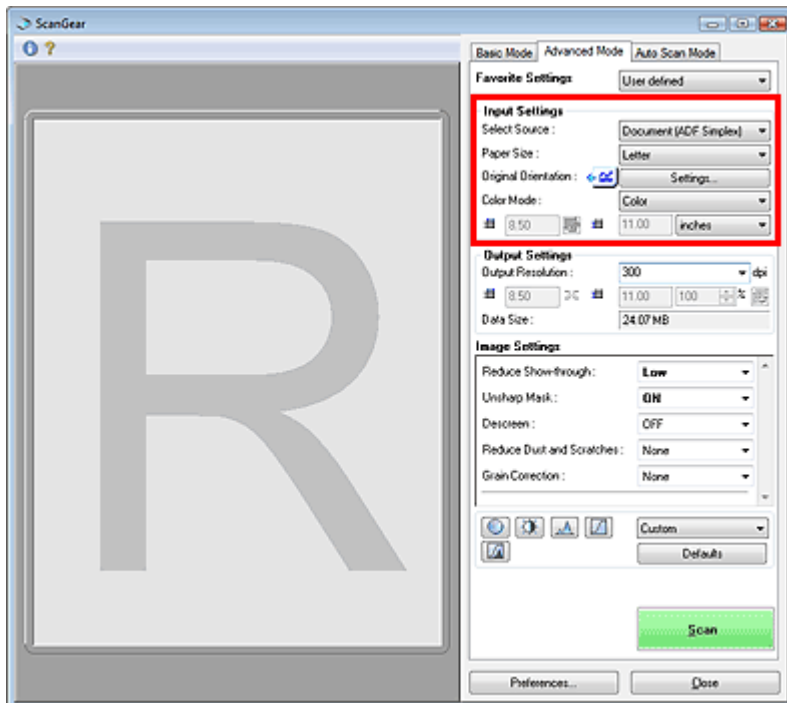 ScanGear
Basic Mode Advanced Mode Auto Scan Mode
Favorite Settings User defined
Input Settings
Select Source : Document (ADF Simplex)
Paper Size : Letter
Original Orientation : Settings...
Color Mode : Color
8.50 11.00 inches
Output Settings
Output Resolution : 300 dpi
8.50 11.00 100 %
Data Size : 24.07 MB
Image Settings
Reduce Show-through : Low
Unsharp Mask : ON
Descreen : OFF
Reduce Dust and Scratches : None
Grain Correction : None
Custom
Defaults
Scan
Preferences... Close
R